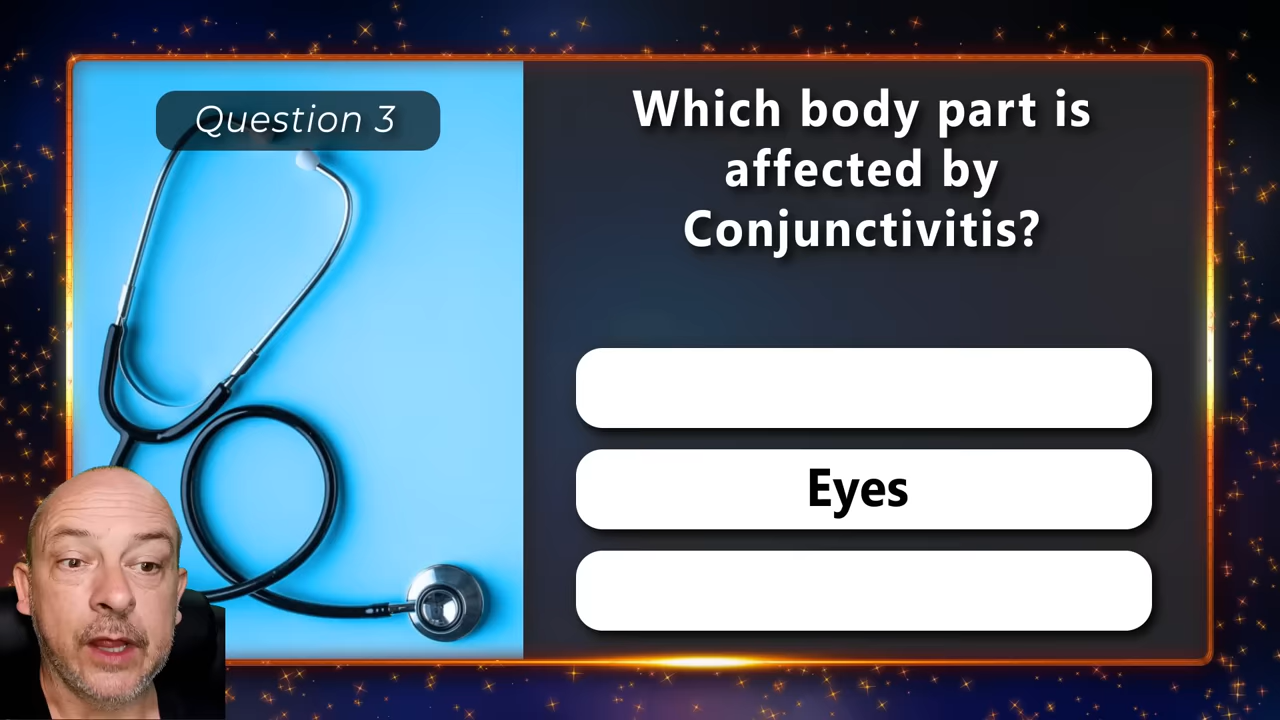 Question 3
Which body part is
affected by
Conjunctivitis?
Eyes